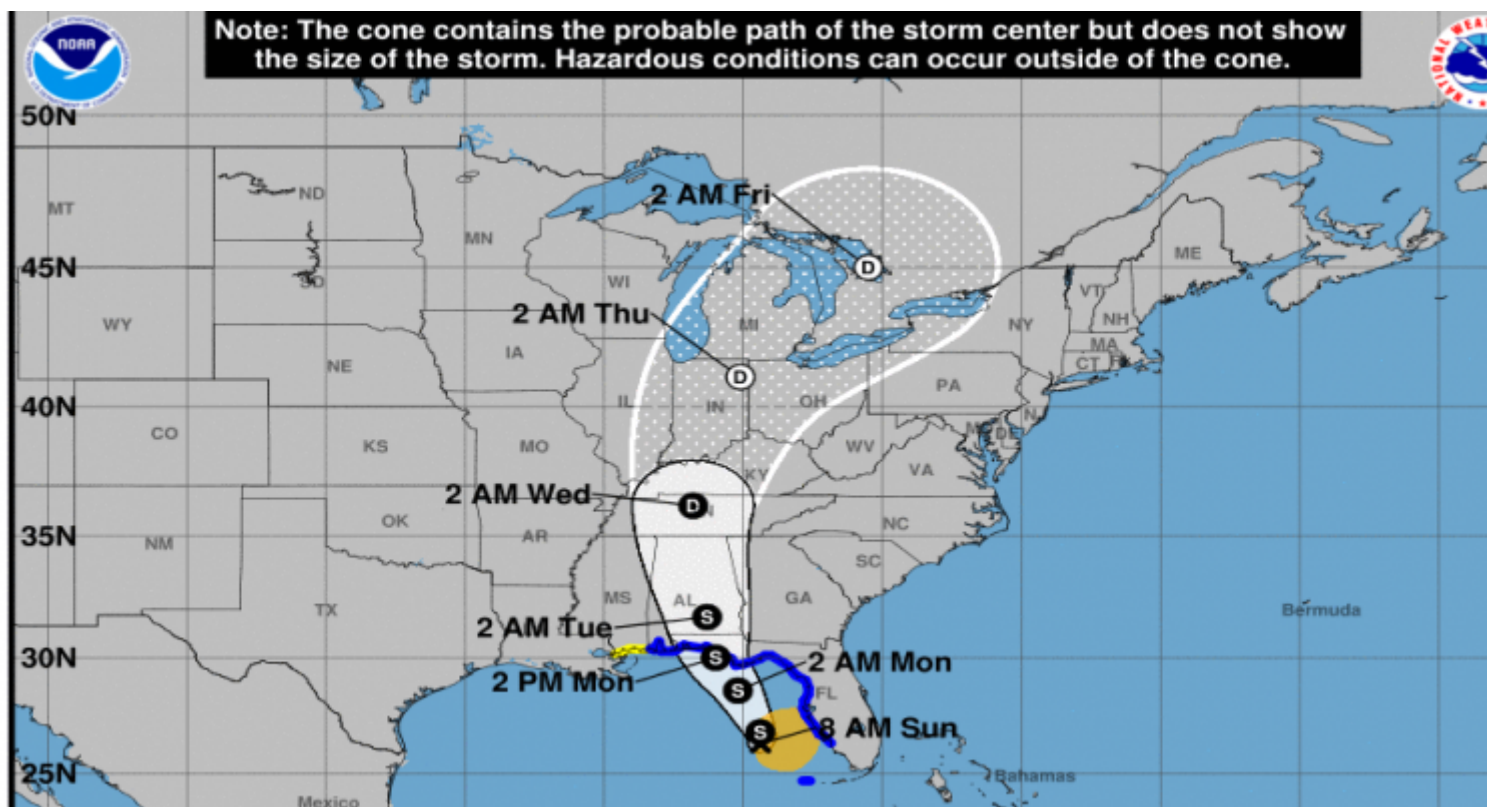 Note: The cone contains the probable path of the storm center but does not show
the size of the storm. Hazardous conditions can occur outside of the cone.
NOAA
50N
ND
MT
2 AM Fri
MN
45N
ME
WI
SD
VT
WY
2 AM Thu
MI
NY
NH
MA
IA
CT
NE
D
PA
40N
IL
IN
OH
CO
DE
MO
KS
WV
VA
KY
2 AM Wed
D
OK
NC
AR
35N
NM
SC
MS
AL
GA
TX
S
Bermuda
2 AM Tue
30N
S
2 AM Mon
2 PM Mon
S
FL
S
8 AM Sun
25N
Bahamas
Mexico